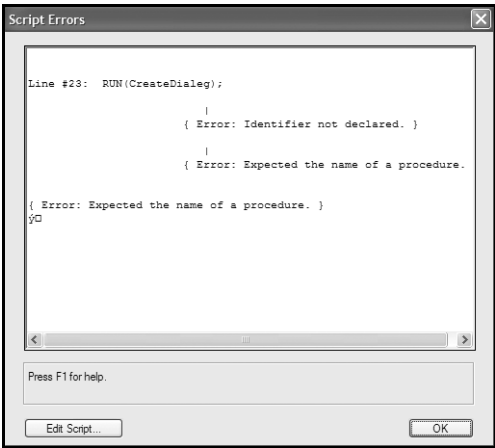 Script Errors
Line #23:  RUN(CreateDialeg);
|
{ Error: Identifier not declared. }
|
{ Error: Expected the name of a procedure.
{ Error: Expected the name of a procedure. }
ý□
Press F1 for help.
Edit Script...
OK